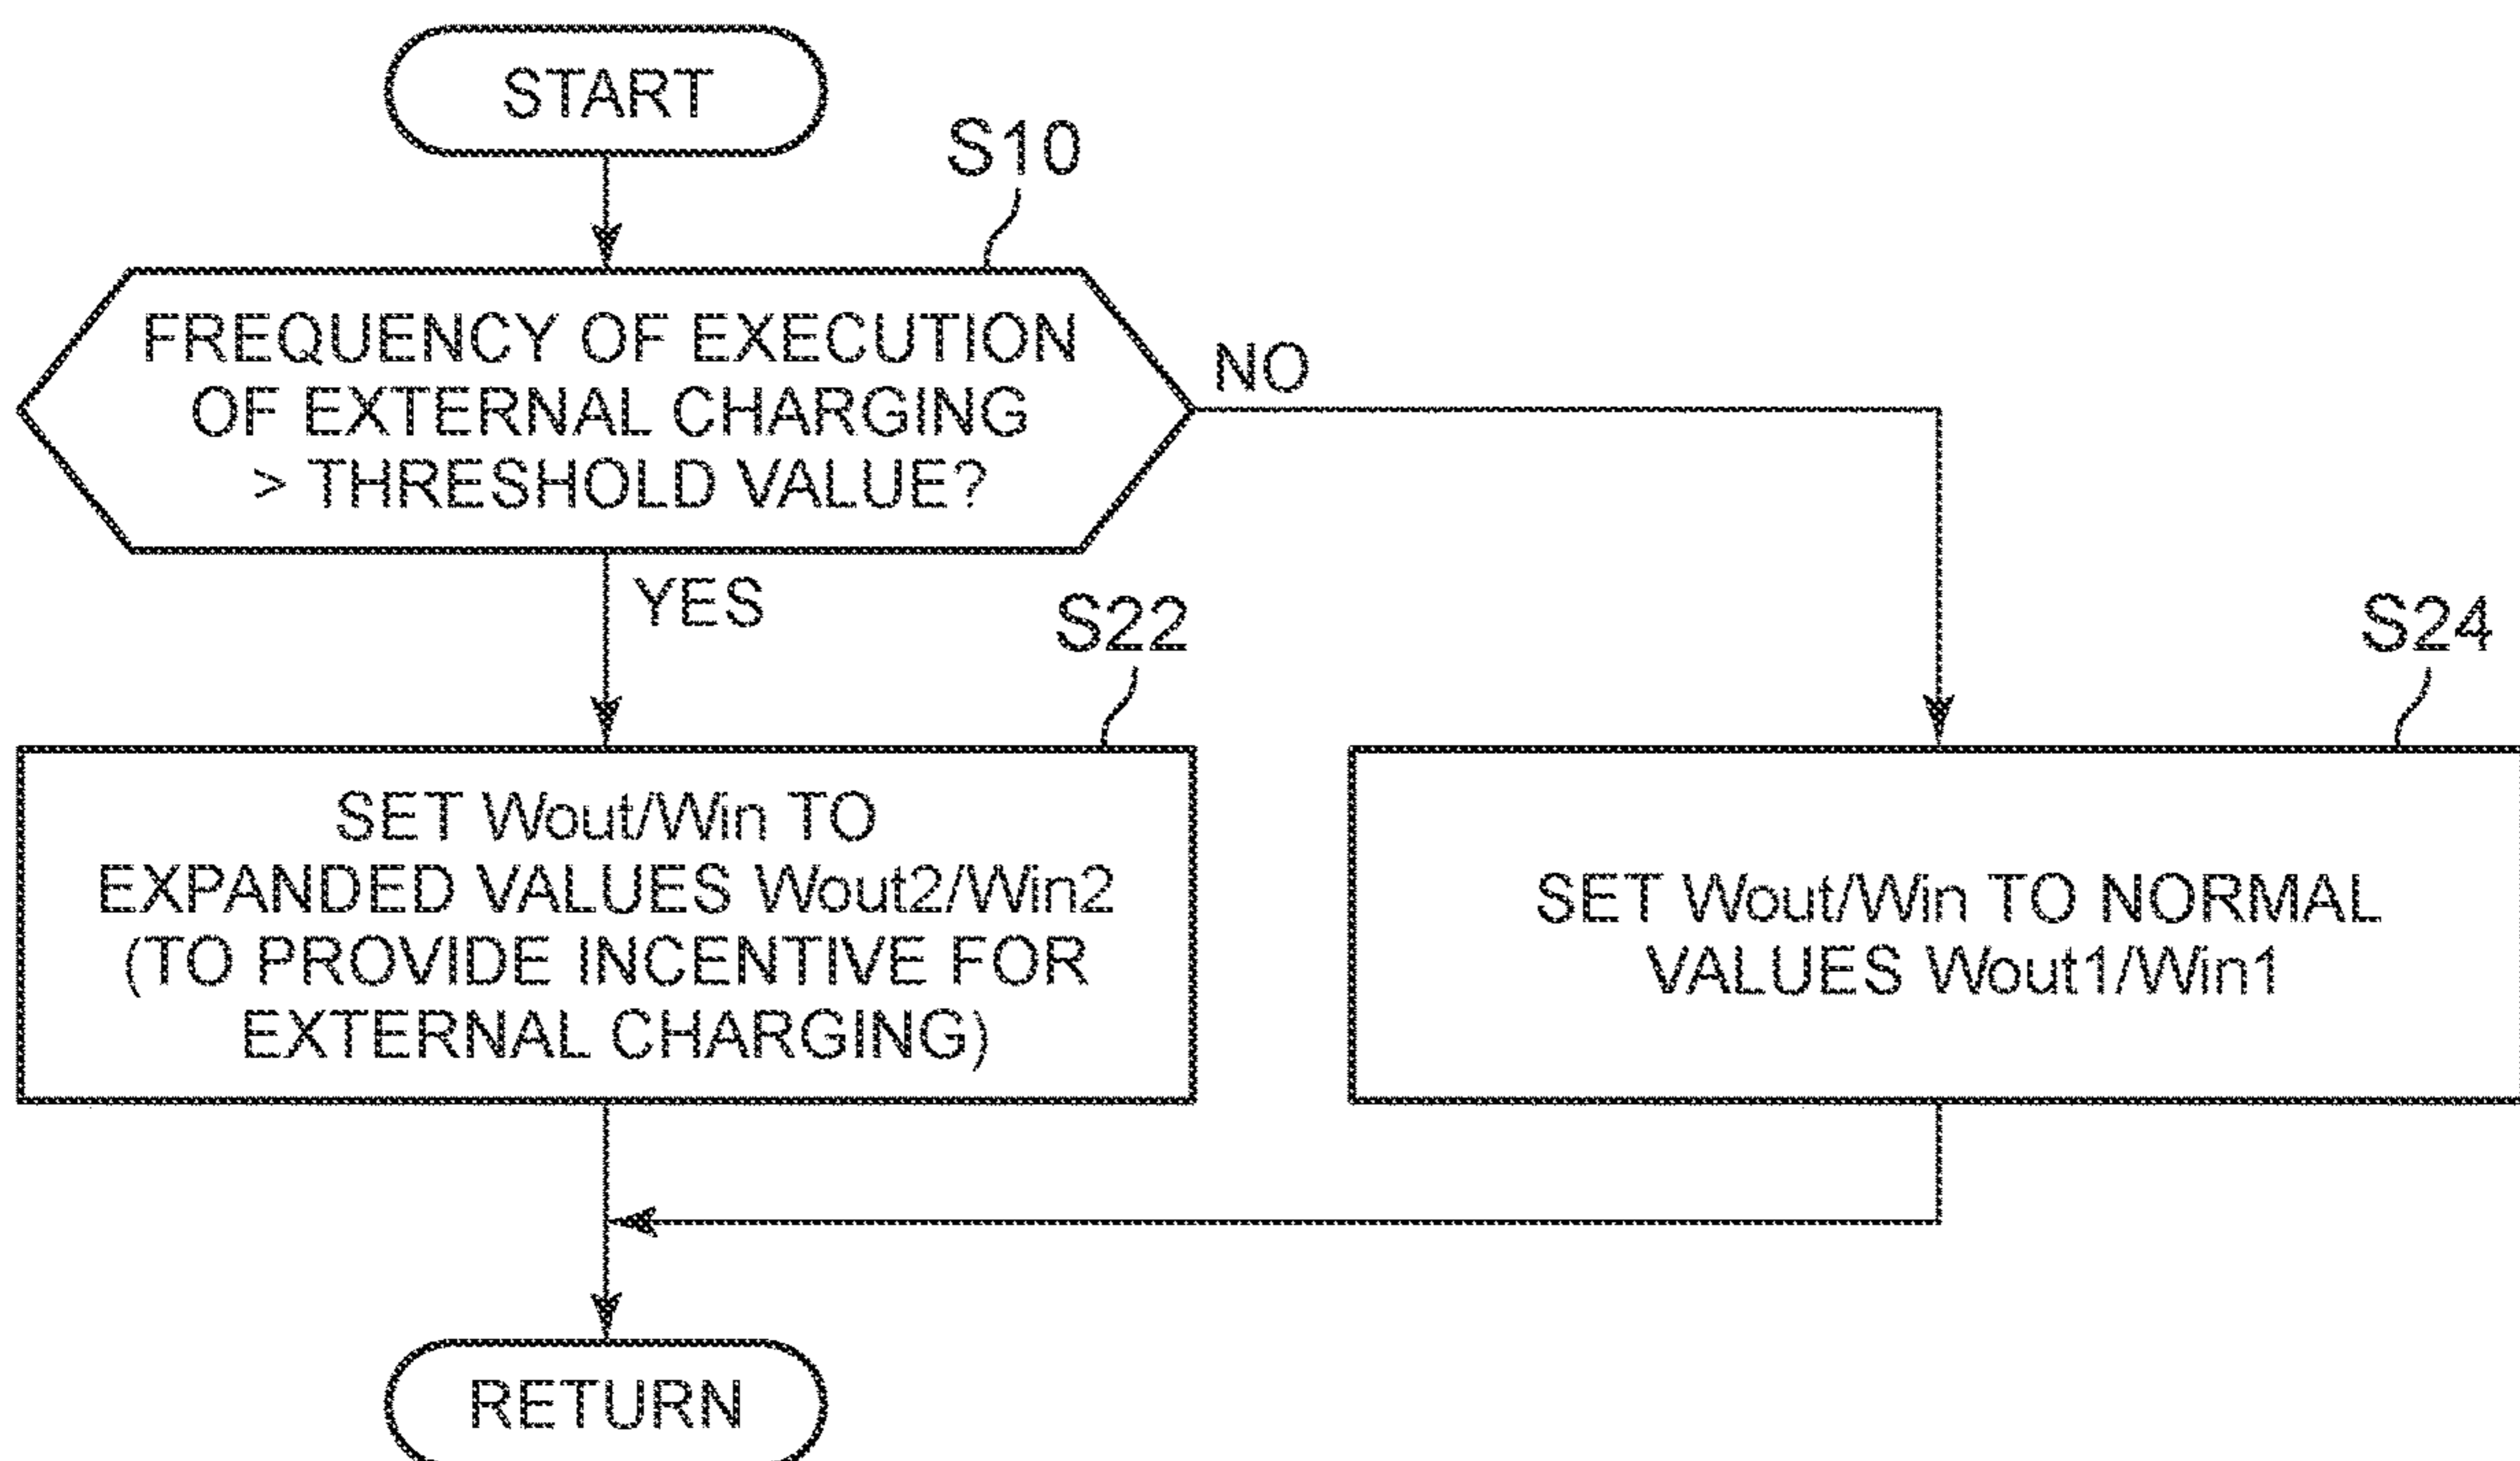 START
S10
FREQUENCY OF EXECUTION
OF EXTERNAL CHARGING
> THRESHOLD VALUE?
NO
YES
S22
SET Wout/Win TO
EXPANDED VALUES Wout2/Win2
(TO PROVIDE INCENTIVE FOR
EXTERNAL CHARGING)
S24
SET Wout/Win TO NORMAL
VALUES Wout1/Win1
RETURN